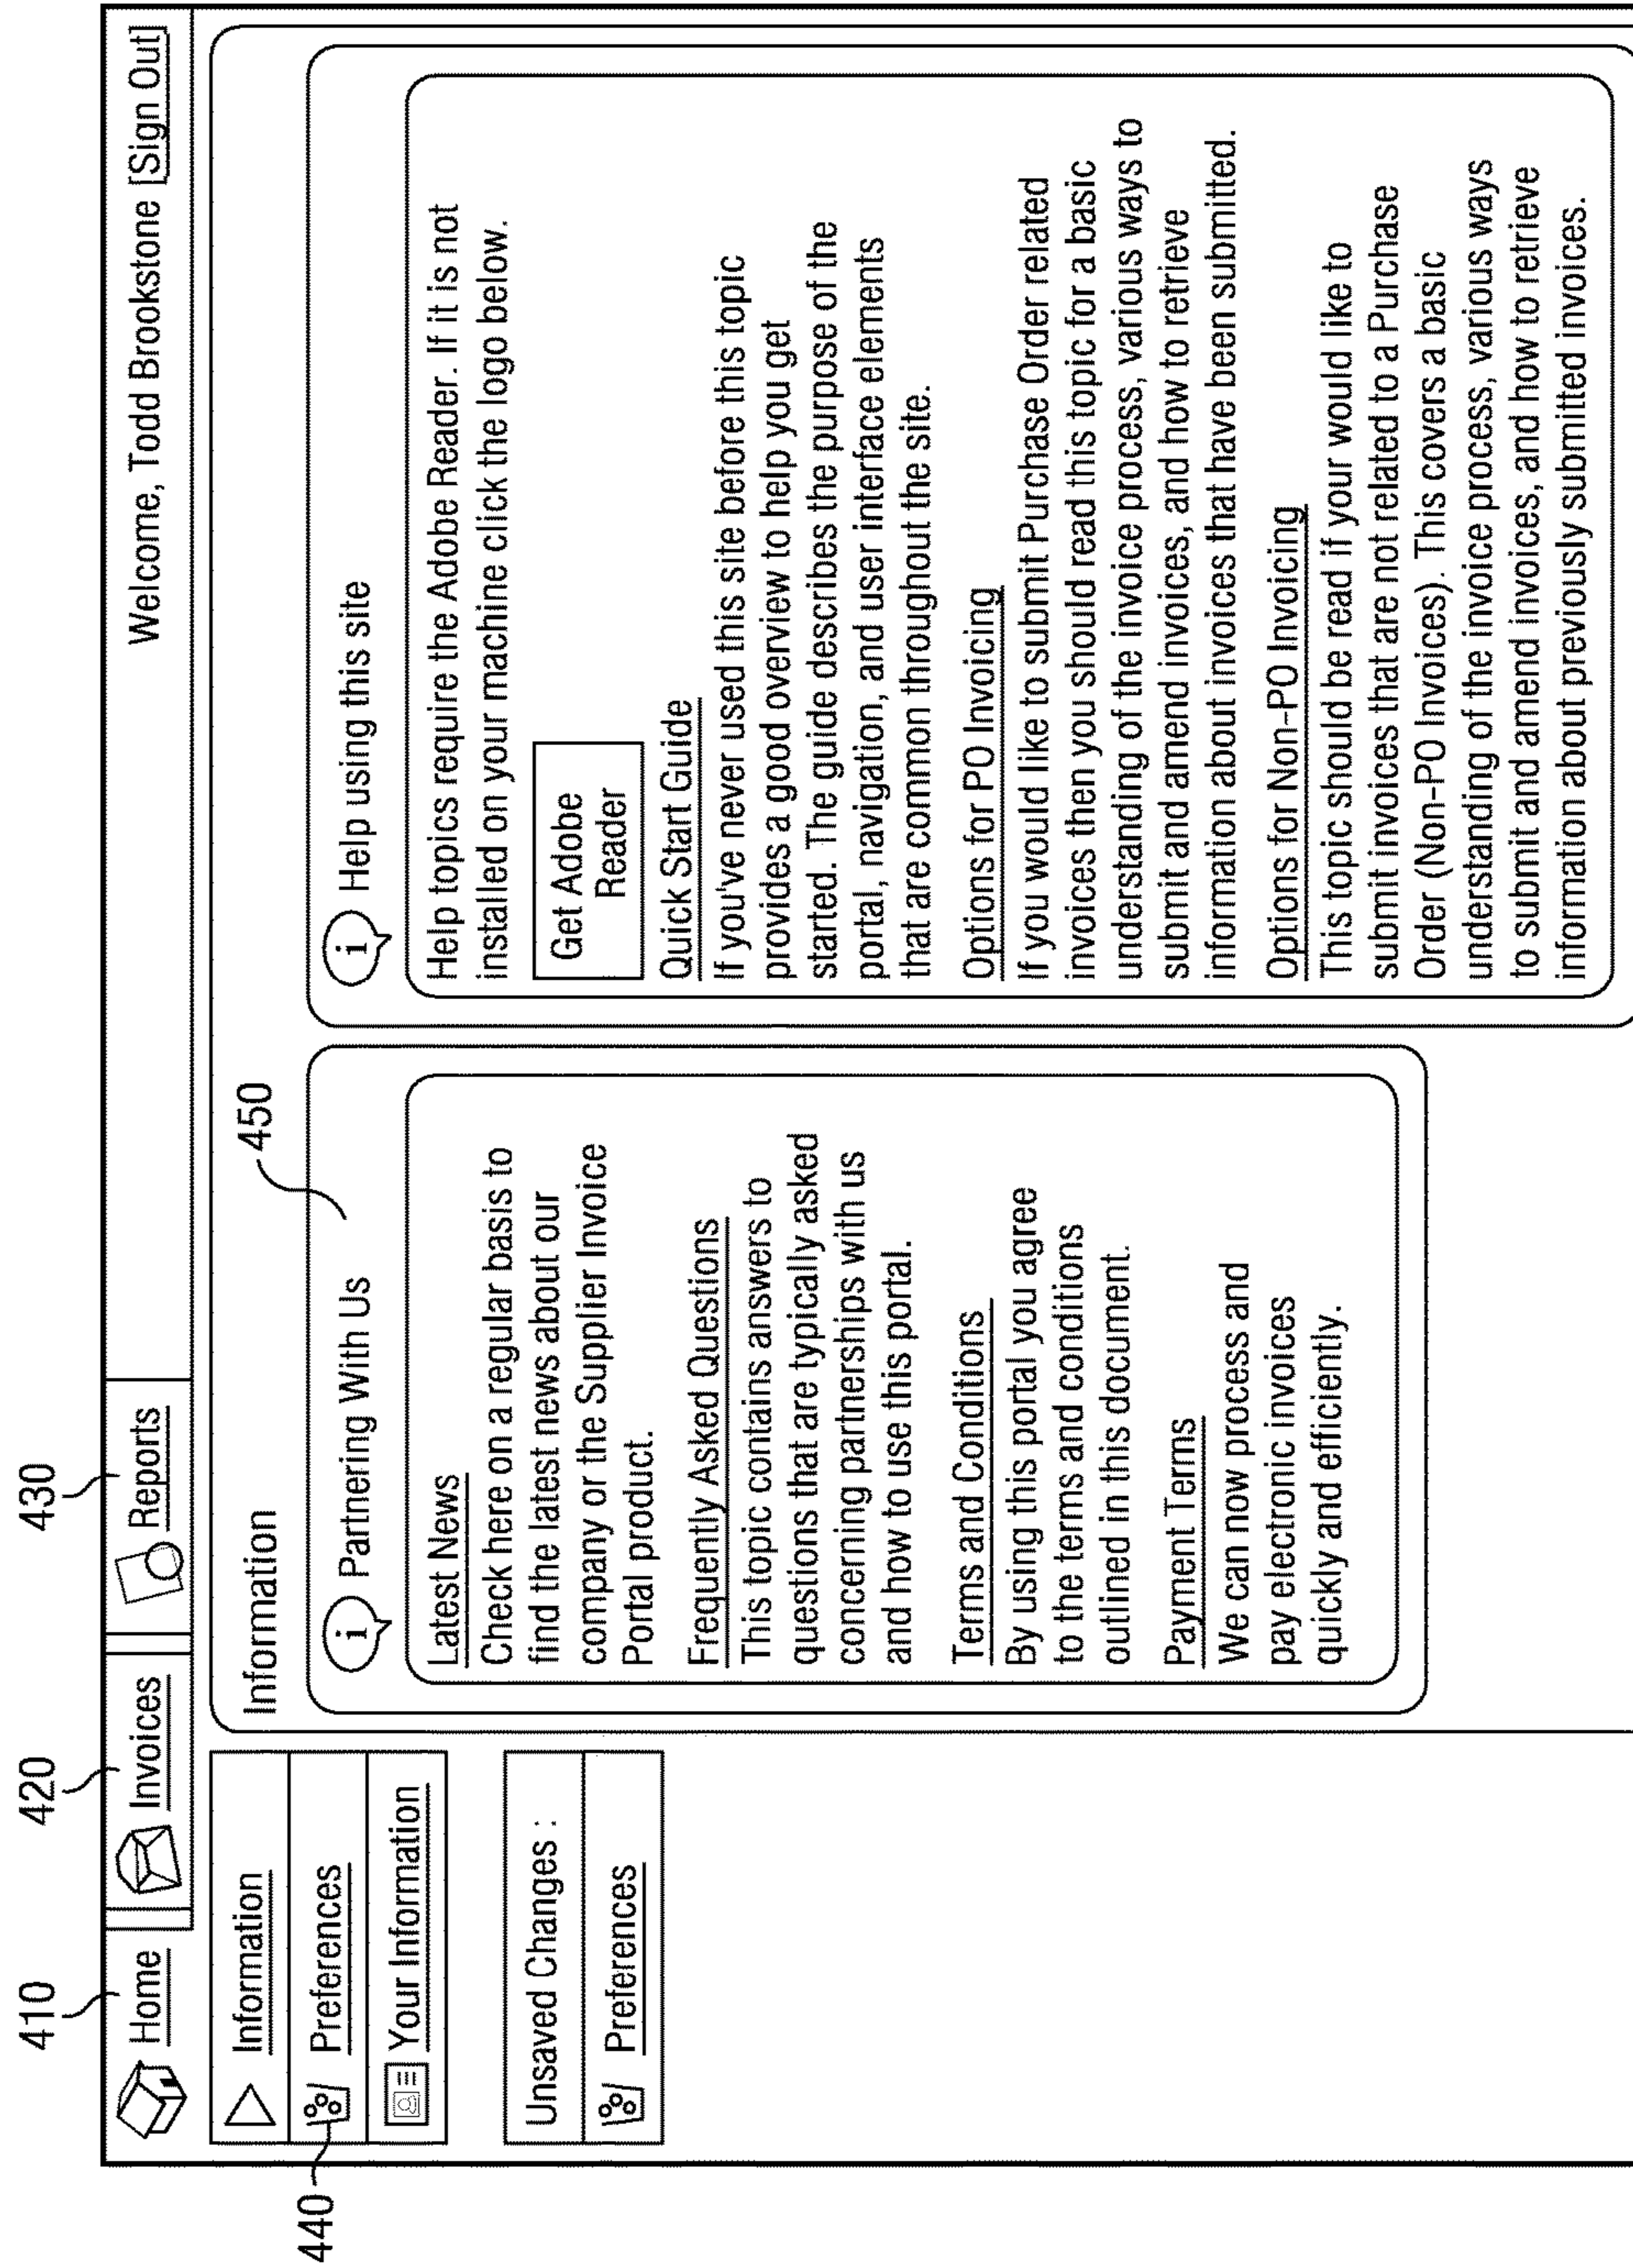 410
420
430
Home
Invoices
Reports
Welcome, Todd Brookstone [Sign Out]
440
Information
Preferences
Your Information
Unsaved Changes :
Preferences
Information
450
i Partnering With Us
Latest News
Check here on a regular basis to
find the latest news about our
company or the Supplier Invoice
Portal product.
Frequently Asked Questions
This topic contains answers to
questions that are typically asked
concerning partnerships with us
and how to use this portal.
Terms and Conditions
By using this portal you agree
to the terms and conditions
outlined in this document.
Payment Terms
We can now process and
pay electronic invoices
quickly and efficiently.
i Help using this site
Help topics require the Adobe Reader. If it is not
installed on your machine click the logo below.
Get Adobe
Reader
Quick Start Guide
If you've never used this site before this topic
provides a good overview to help you get
started. The guide describes the purpose of the
portal, navigation, and user interface elements
that are common throughout the site.
Options for PO Invoicing
If you would like to submit Purchase Order related
invoices then you should read this topic for a basic
understanding of the invoice process, various ways to
submit and amend invoices, and how to retrieve
information about invoices that have been submitted.
Options for Non-PO Invoicing
This topic should be read if your would like to
submit invoices that are not related to a Purchase
Order (Non-PO Invoices). This covers a basic
understanding of the invoice process, various ways
to submit and amend invoices, and how to retrieve
information about previously submitted invoices.